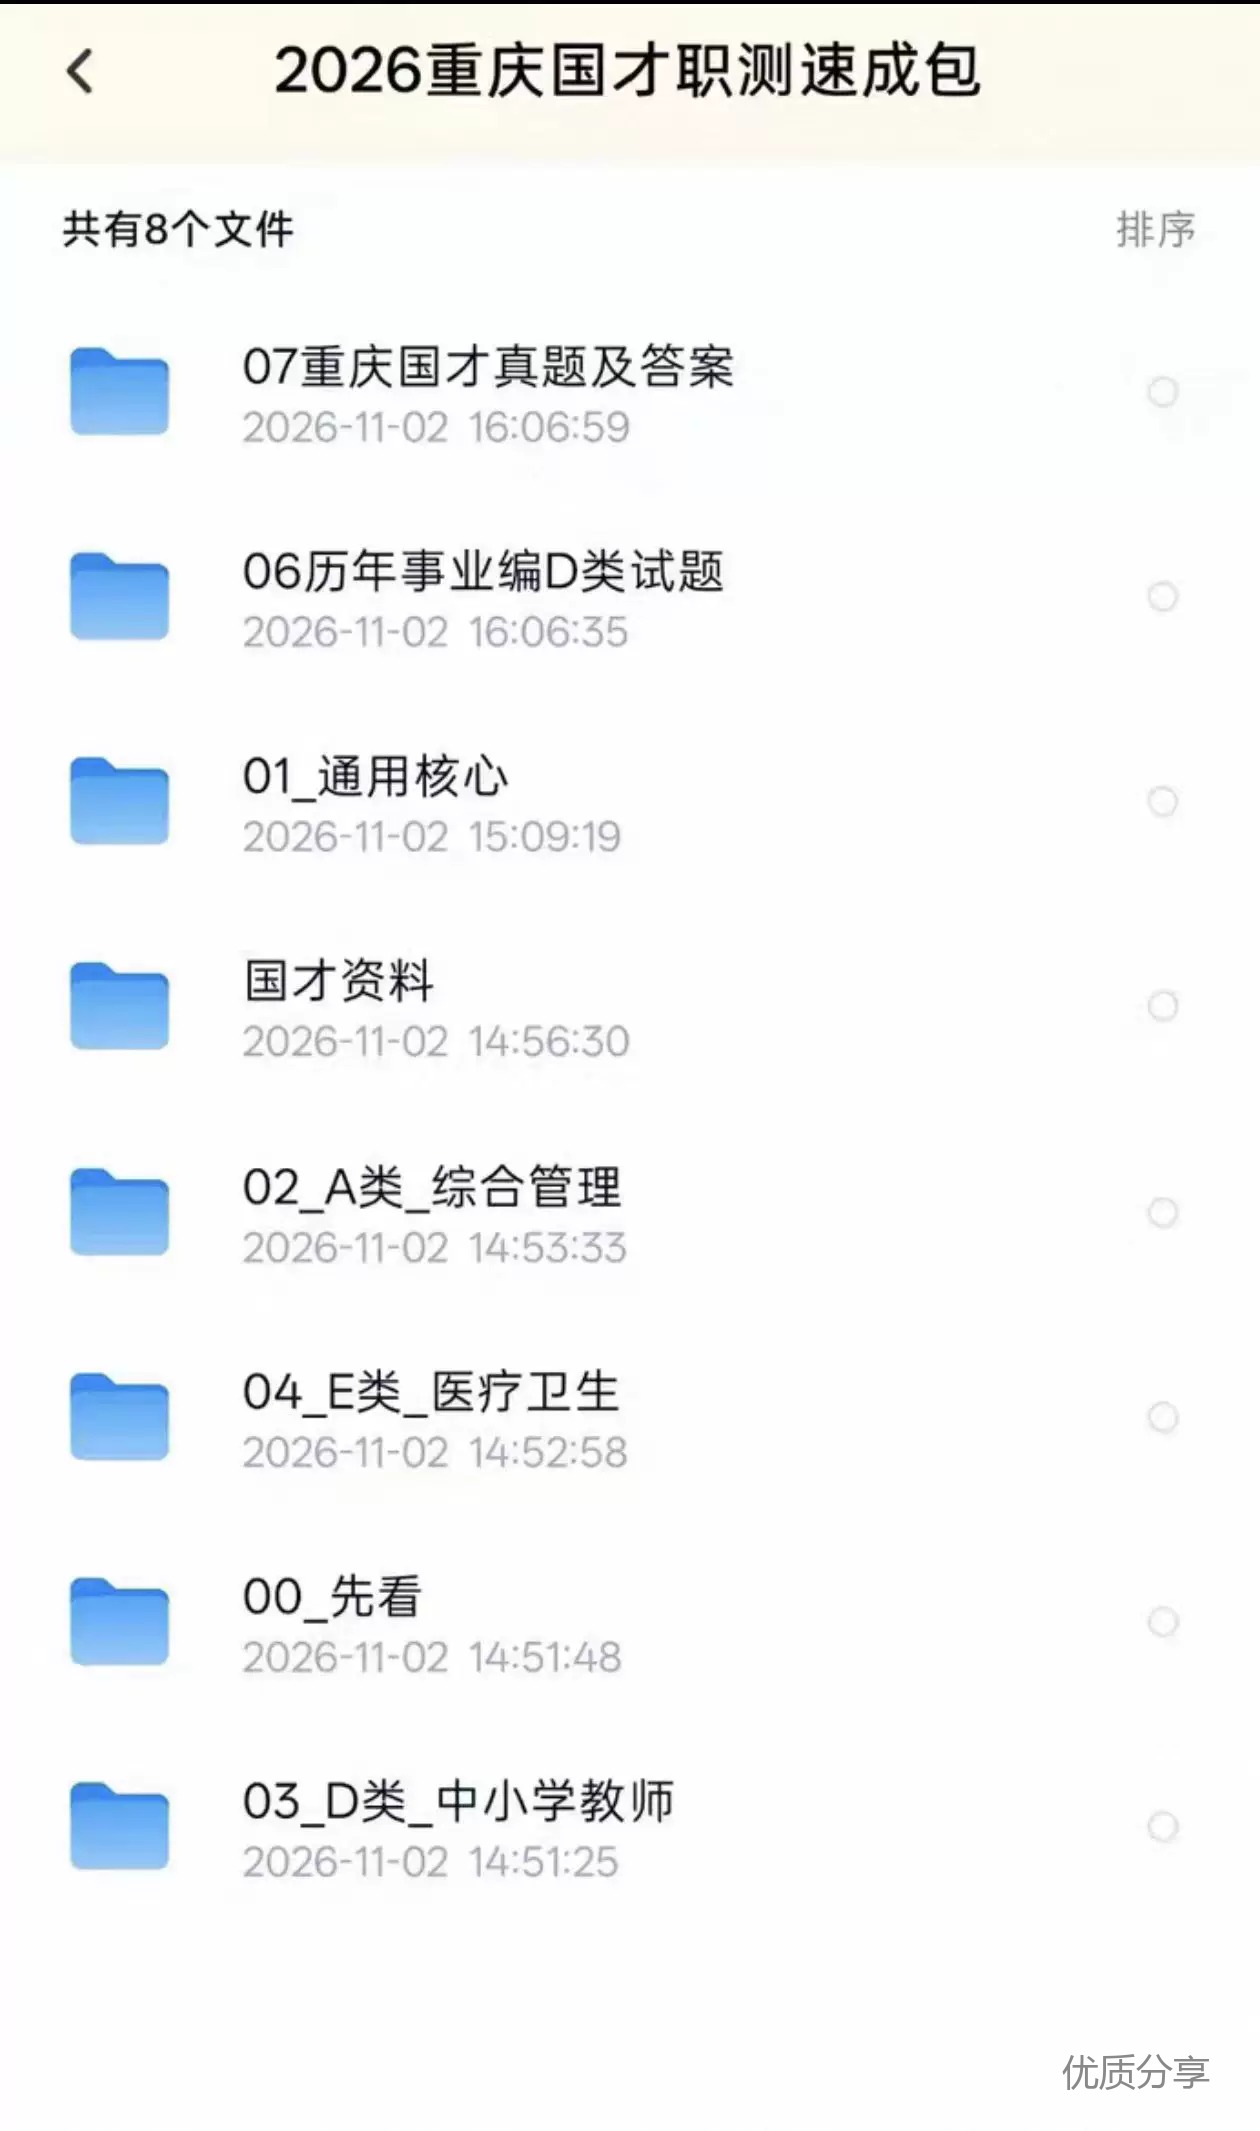 2026重庆国才职测速成包
共有8个文件
排序
07重庆国才真题及答案
2026-11-02 16:06:59
06历年事业编D类试题
2026-11-02 16:06:35
01_通用核心
2026-11-02 15:09:19
国才资料
2026-11-02 14:56:30
02_A类_综合管理
2026-11-02 14:53:33
04_E类_医疗卫生
2026-11-02 14:52:58
00_先看
2026-11-02 14:51:48
03_D类_中小学教师
2026-11-02 14:51:25
优质分享